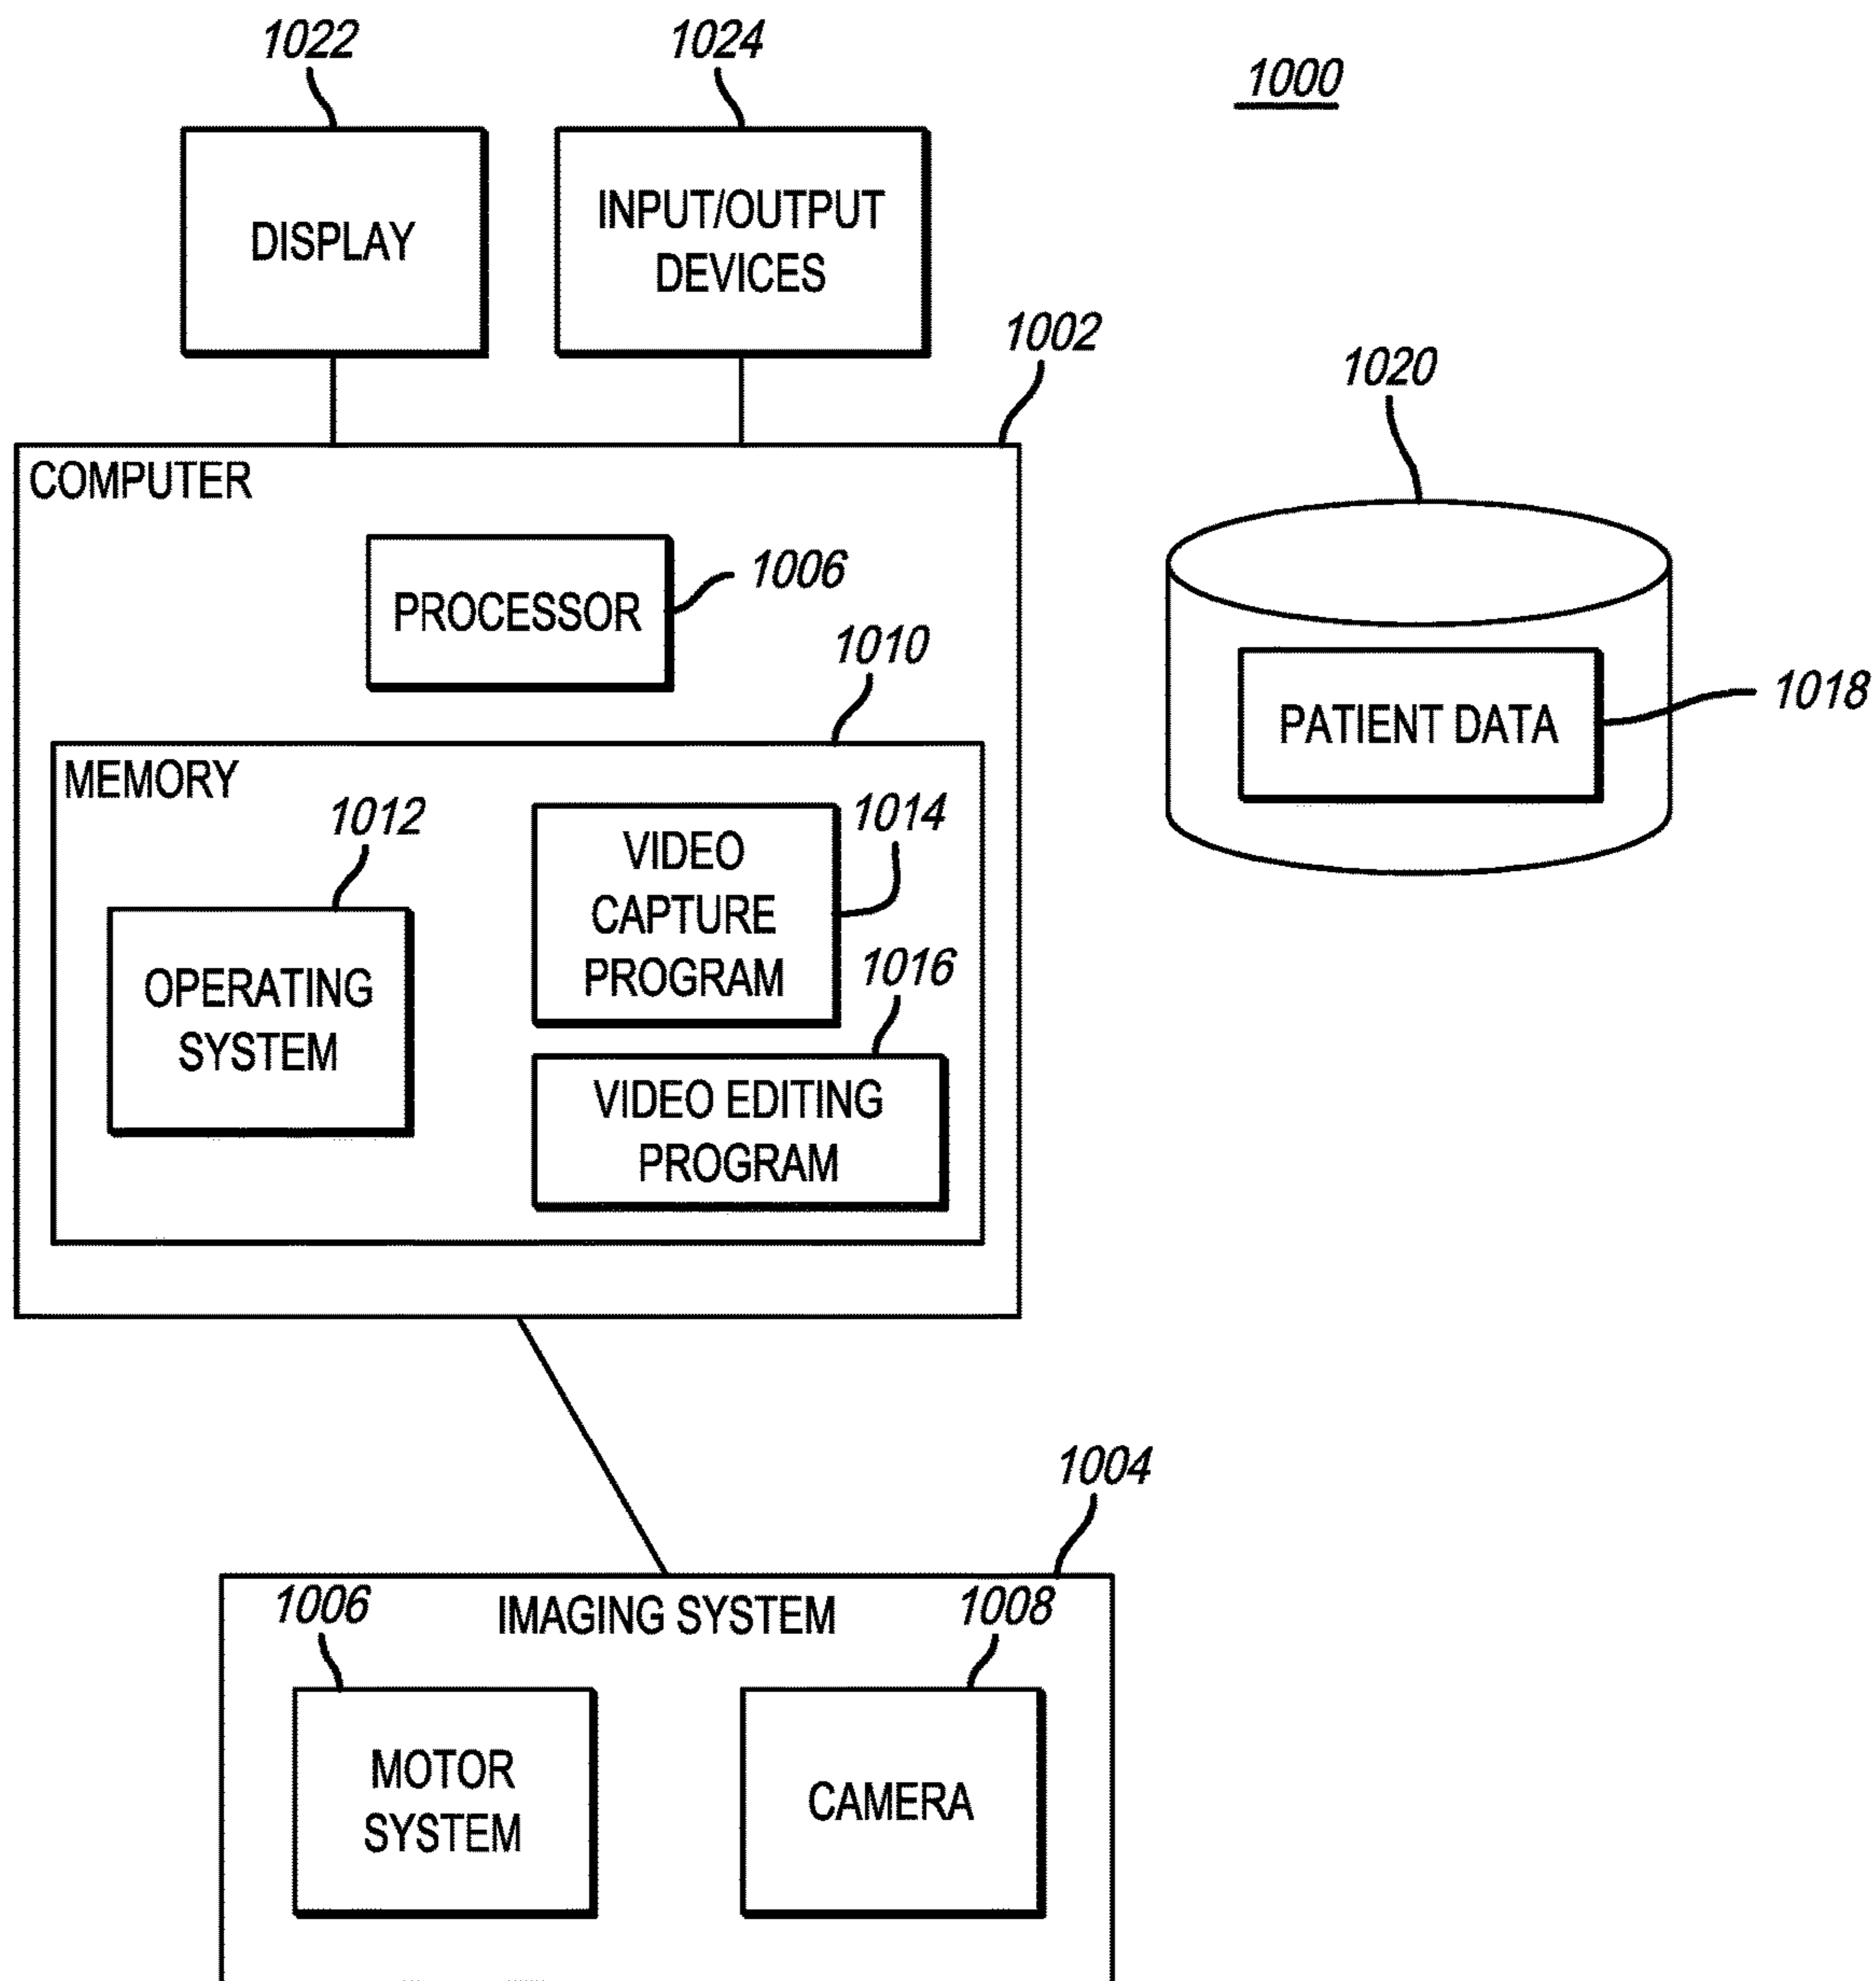 1022
1024
1000
DISPLAY
INPUT/OUTPUT
DEVICES
1002
1020
COMPUTER
PROCESSOR
1006
1010
PATIENT DATA
1018
MEMORY
1012
VIDEO
CAPTURE
PROGRAM
1014
OPERATING
SYSTEM
1016
VIDEO EDITING
PROGRAM
1004
IMAGING SYSTEM
1006
1008
MOTOR
SYSTEM
CAMERA